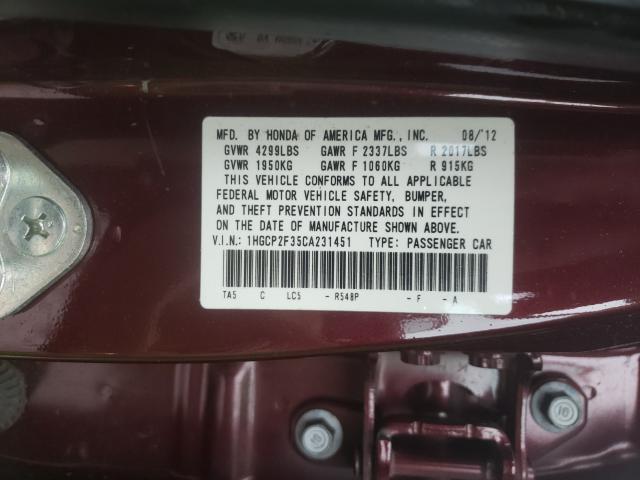 MFD. BY HONDA OF AMERICA MFG., INC. 08/'12
GVWR 4299LBS GAWR F 2337LBS R 2017LBS
GVWR 1950KG GAWR F 1060KG R 915KG
THIS VEHICLE CONFORMS TO ALL APPLICABLE
FEDERAL MOTOR VEHICLE SAFETY, BUMPER,
AND THEFT PREVENTION STANDARDS IN EFFECT
ON THE DATE OF MANUFACTURE SHOWN ABOVE.
V.I.N.: 1HGCP2F35CA231451 TYPE: PASSENGER CAR
TA5 C LC5 - R548P - F - A